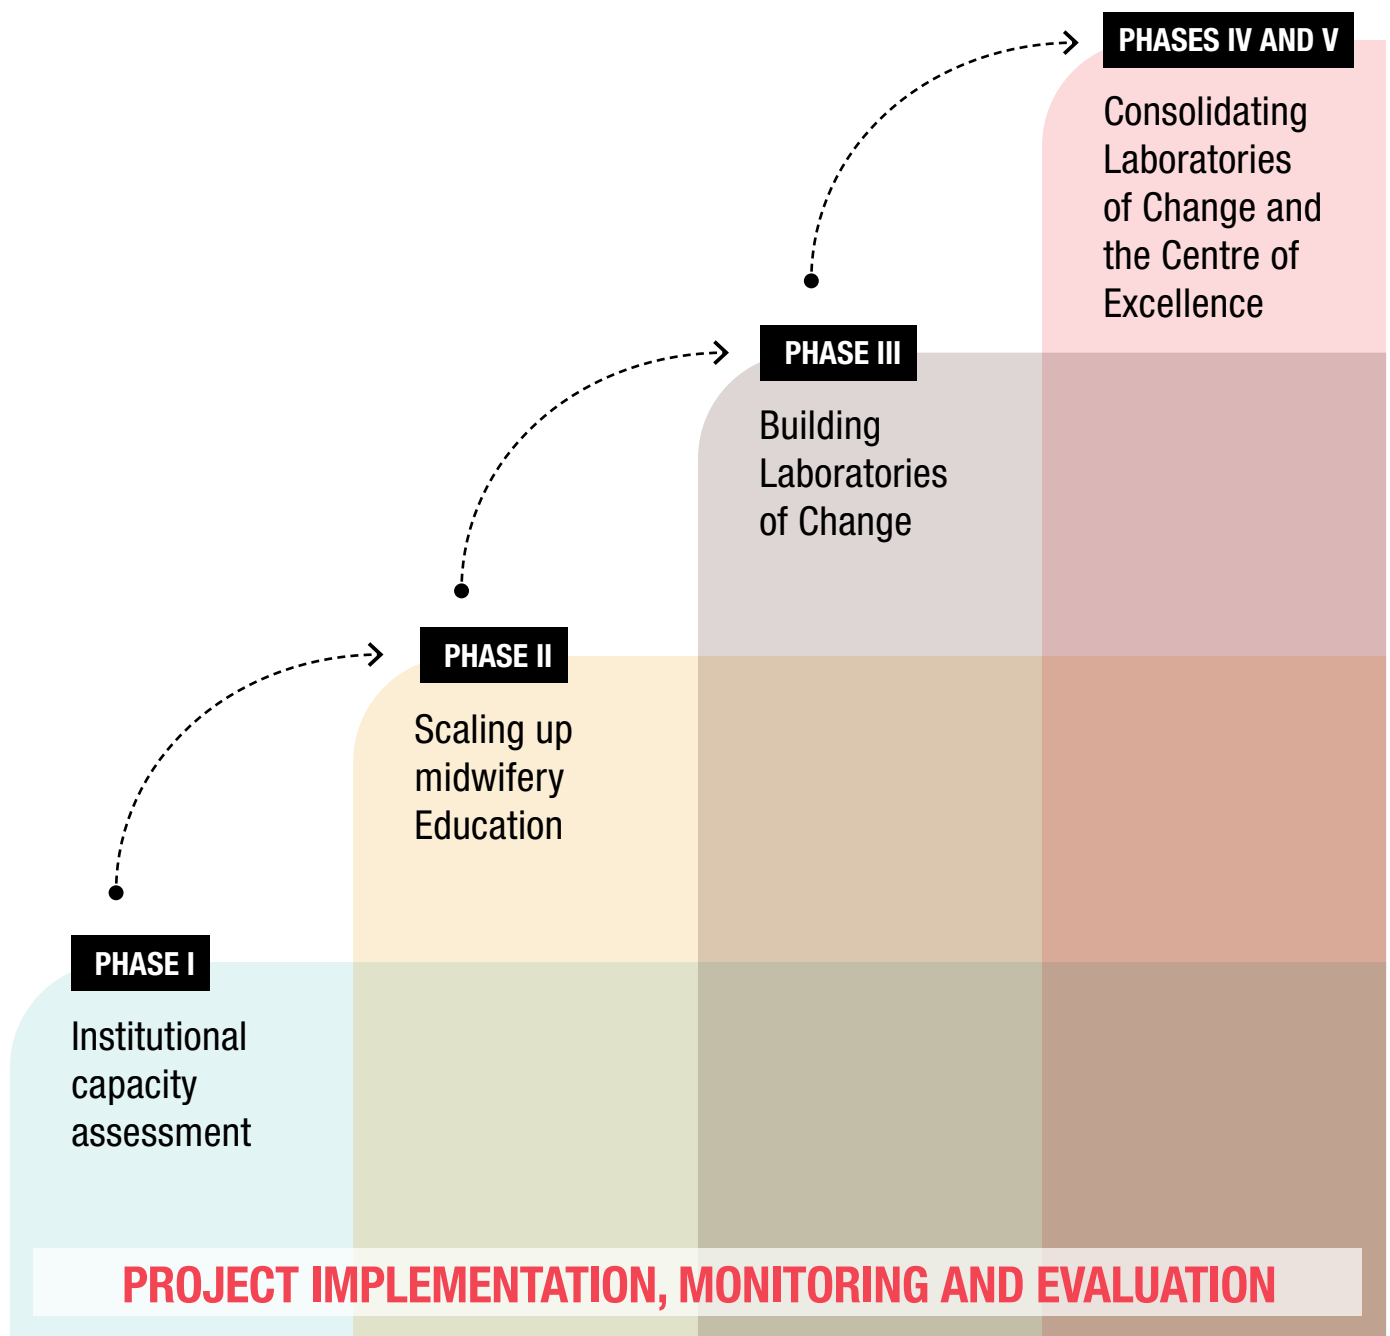 PHASES IV AND V
Consolidating
Laboratories
of Change and
the Centre of
Excellence
PHASE III
Building
Laboratories
of Change
PHASE II
Scaling up
midwifery
Education
PHASE I
Institutional
capacity
assessment
PROJECT IMPLEMENTATION, MONITORING AND EVALUATION